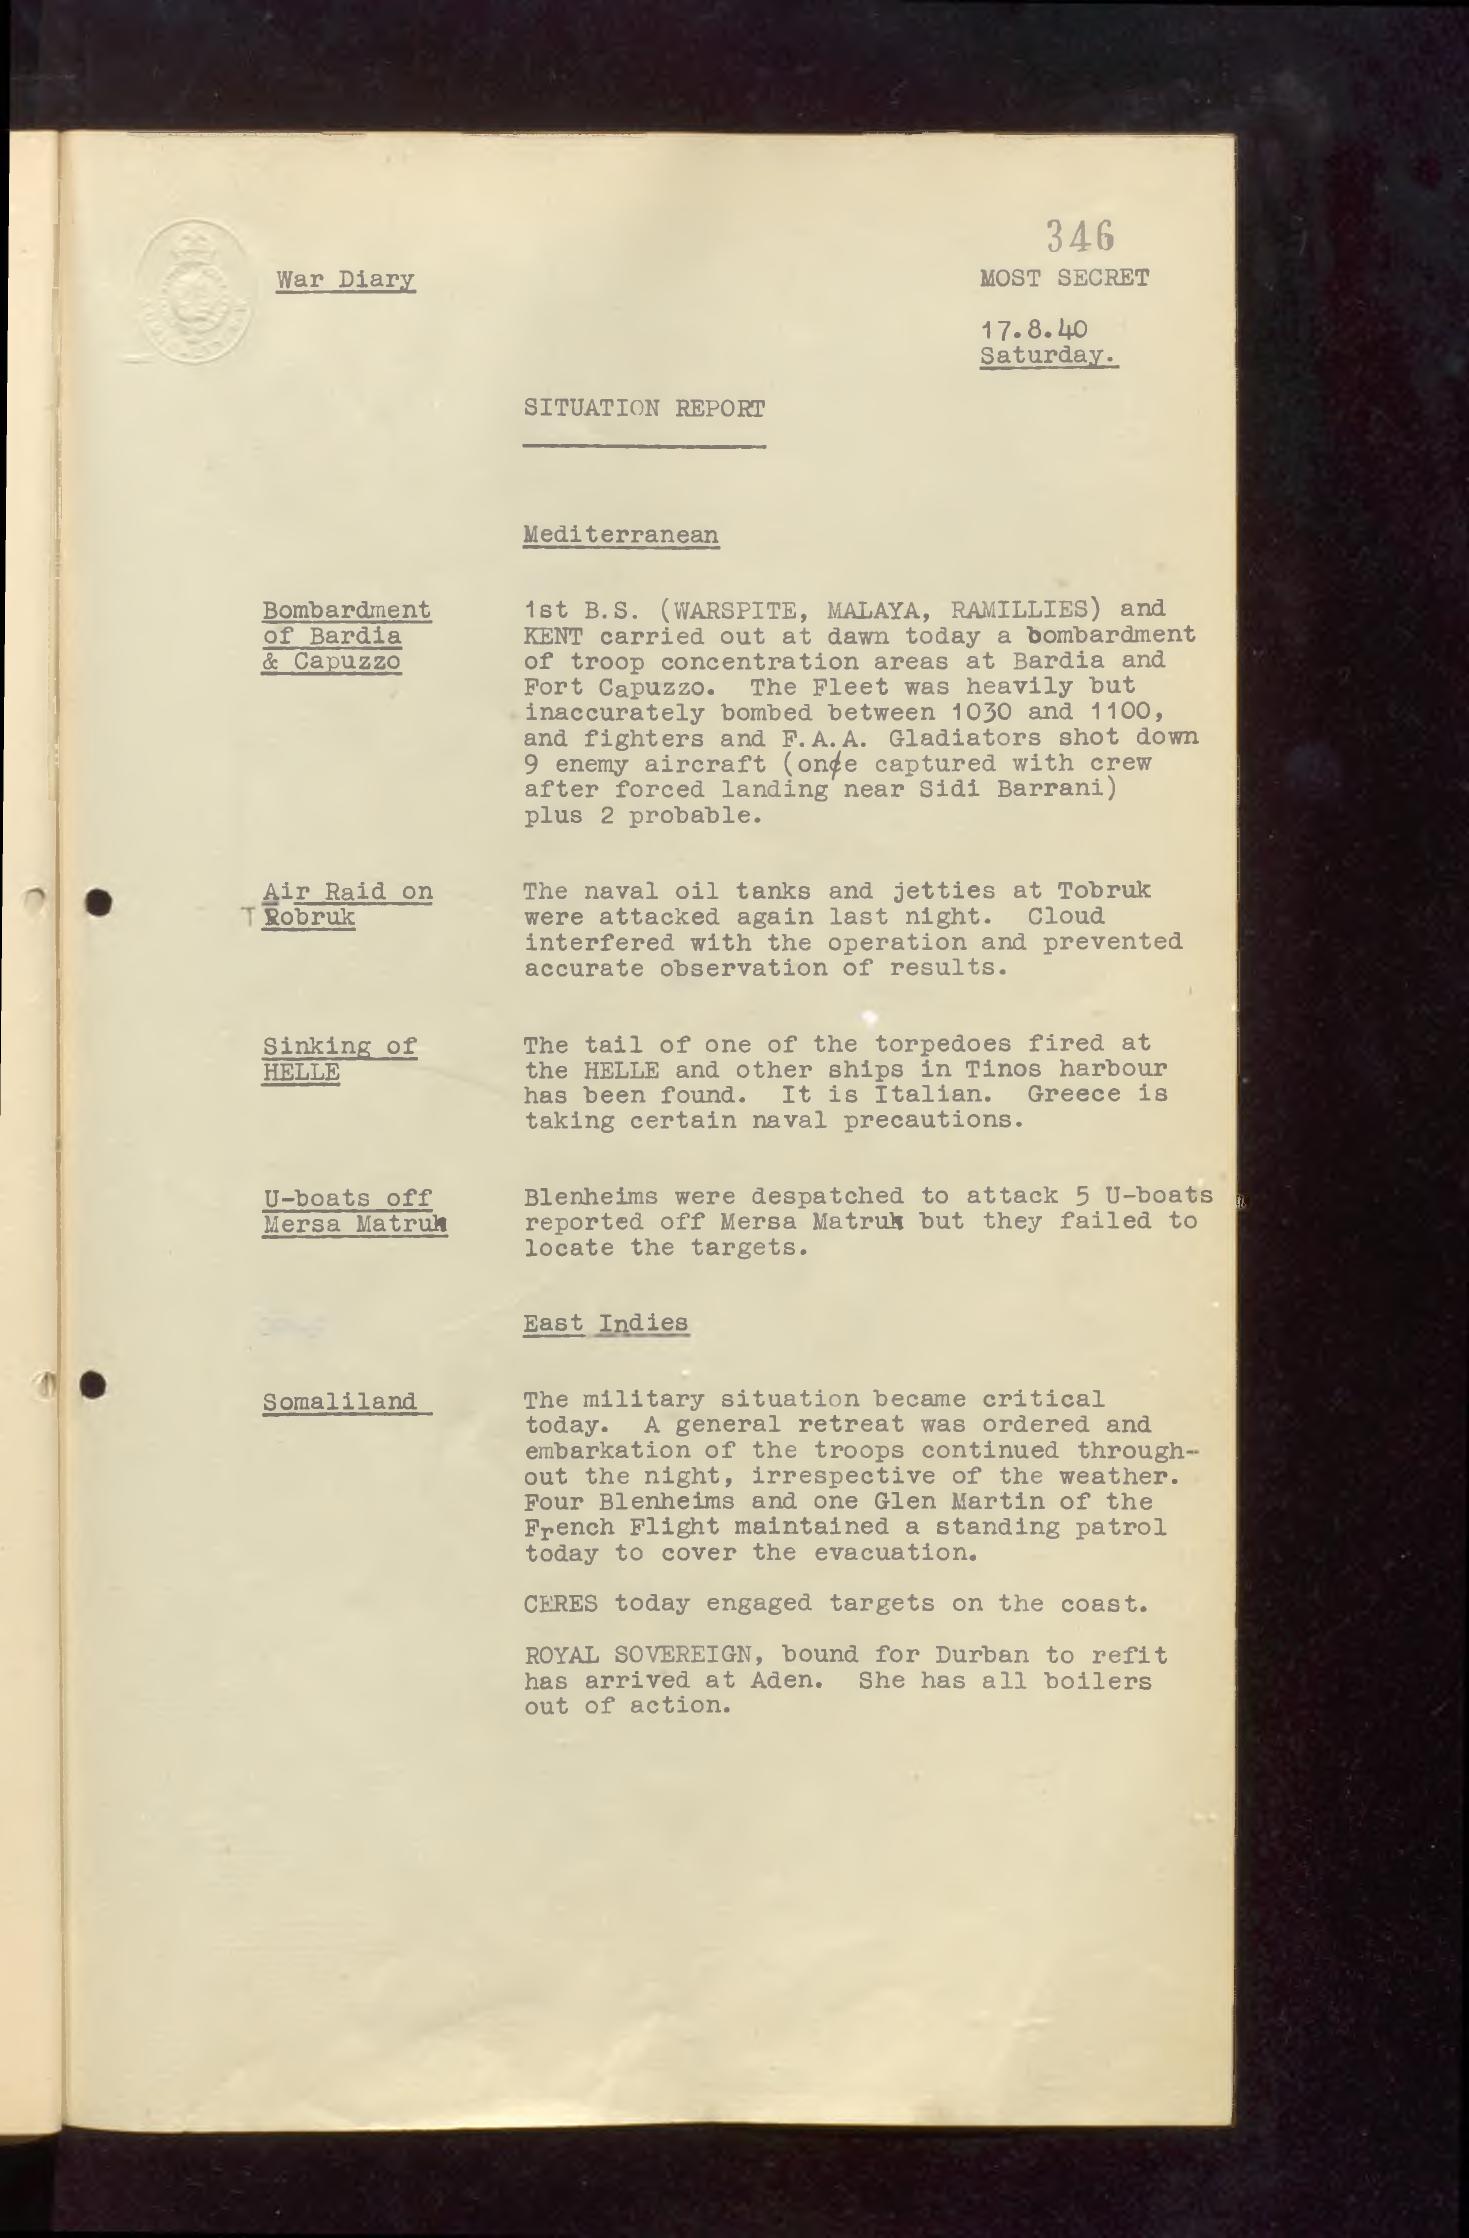 346
War Diary
MOST SECRET
17.8.40
Saturday.
SITUATION REPORT
Mediterranean
Bombardment
of Bardia
& Capuzzo
1st B.S. (WARSPITE, MALAYA, RAMILLIES) and
KENT carried out at dawn today a bombardment
of troop concentration areas at Bardia and
Fort Capuzzo. The Fleet was heavily but
inaccurately bombed between 1030 and 1100,
and fighters and F.A.A. Gladiators shot down
9 enemy aircraft (one captured with crew
after forced landing near Sidi Barrani)
plus 2 probable.
Air Raid on
T Robruk
The naval oil tanks and jetties at Tobruk
were attacked again last night. Cloud
interfered with the operation and prevented
accurate observation of results.
Sinking of
HELLE
The tail of one of the torpedoes fired at
the HELLE and other ships in Tinos harbour
has been found. It is Italian. Greece is
taking certain naval precautions.
U-boats off
Mersa Matruh
Blenheims were despatched to attack 5 U-boats
reported off Mersa Matruh but they failed to
locate the targets.
East Indies
Somaliland
The military situation became critical
today. A general retreat was ordered and
embarkation of the troops continued through-
out the night, irrespective of the weather.
Four Blenheims and one Glen Martin of the
French Flight maintained a standing patrol
today to cover the evacuation.
CERES today engaged targets on the coast.
ROYAL SOVEREIGN, bound for Durban to refit
has arrived at Aden. She has all boilers
out of action.